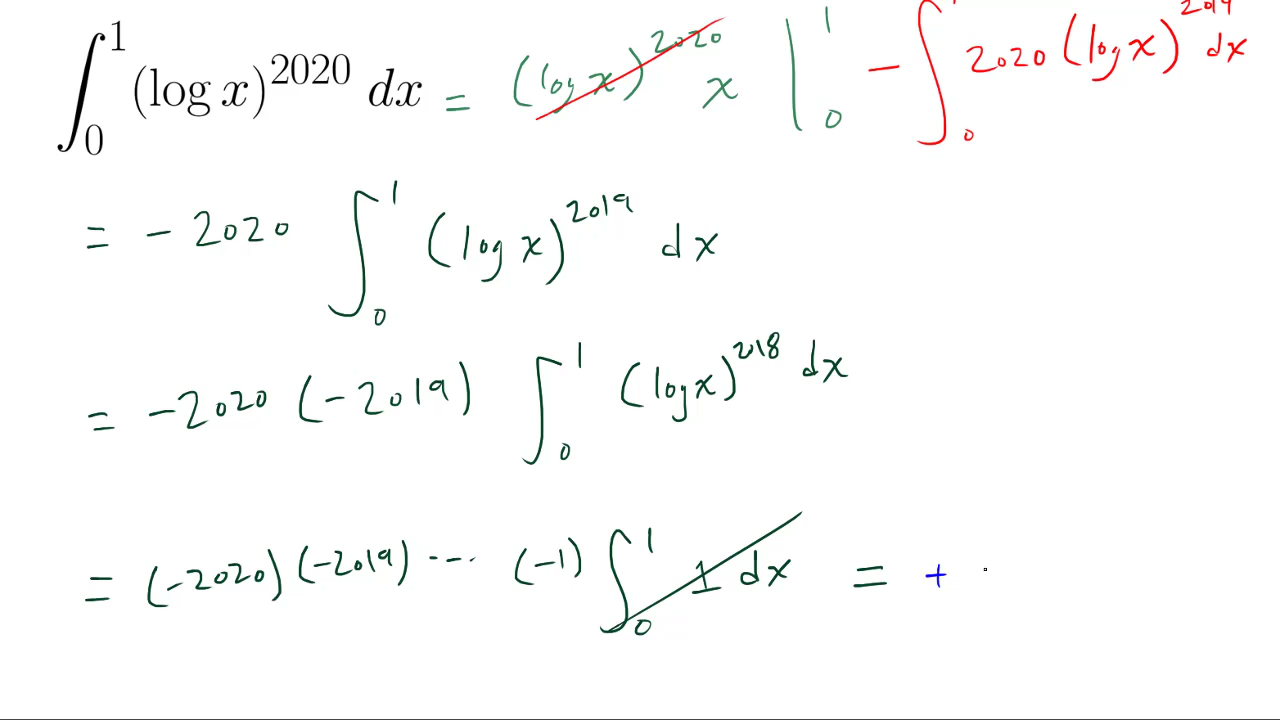 ∫₀¹ (log x)²⁰²⁰ dx = (log x)²⁰²⁰ x |₀¹ − ∫₀¹ 2020 (log x)²⁰¹⁹ dx
= − 2020 ∫₀¹ (log x)²⁰¹⁹ dx
= −2020 (−2019) ∫₀¹ (log x)²⁰¹⁸ dx
= (−2020)(−2019) ---- (−1) ∫₀¹ 1 dx = +